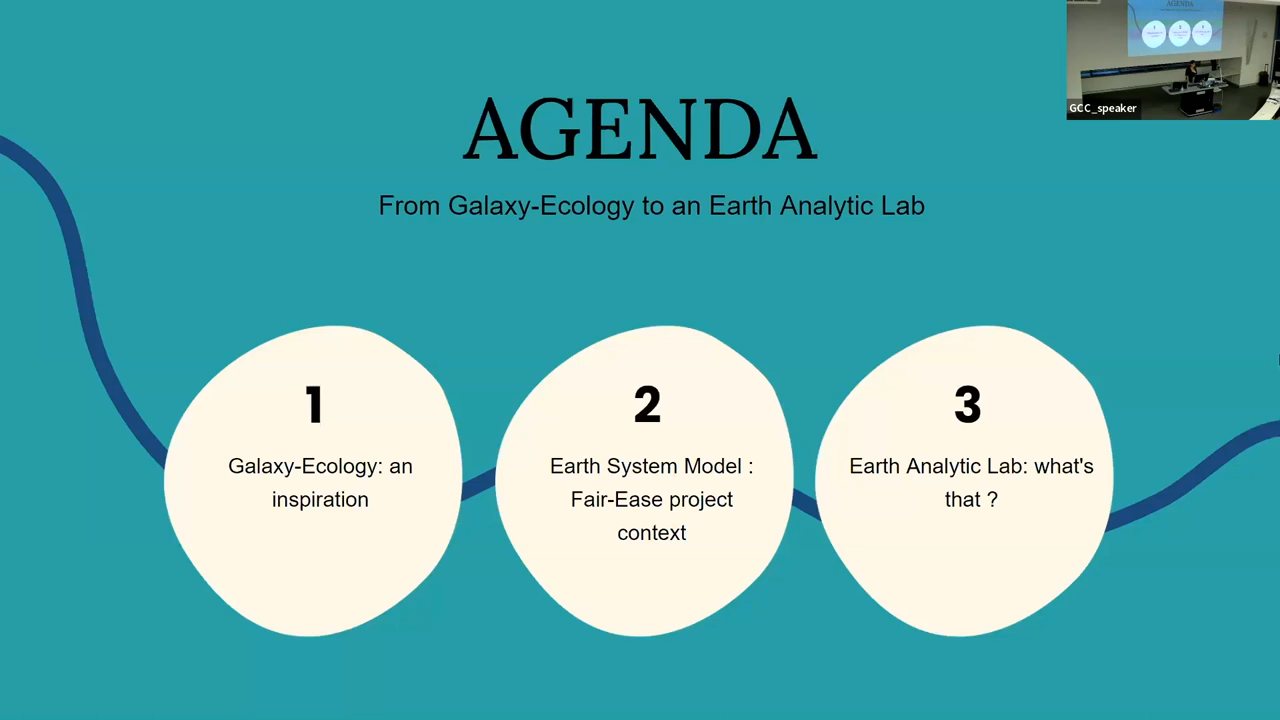 AGENDA
From Galaxy-Ecology to an Earth Analytic Lab
GCC_speaker
1
Galaxy-Ecology: an
inspiration
2
Earth System Model :
Fair-Ease project
context
3
Earth Analytic Lab: what's
that ?